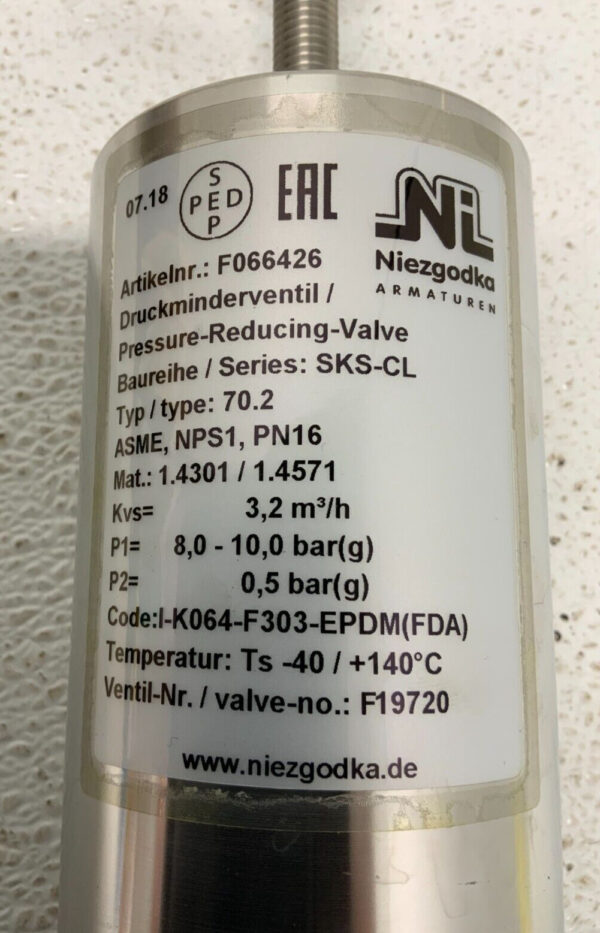 07.18
S
PED
P
EAC
Ni
Niezgodka
ARMATUREN
Artikelnr.: F066426
Druckminderventil /
Pressure-Reducing-Valve
Baureihe / Series: SKS-CL
Typ / type: 70.2
ASME, NPS1, PN16
Mat.: 1.4301 / 1.4571
Kvs= 3,2 m³/h
P1= 8,0 - 10,0 bar(g)
P2= 0,5 bar(g)
Code:I-K064-F303-EPDM(FDA)
Temperatur: Ts -40 / +140°C
Ventil-Nr. / valve-no.: F19720
www.niezgodka.de